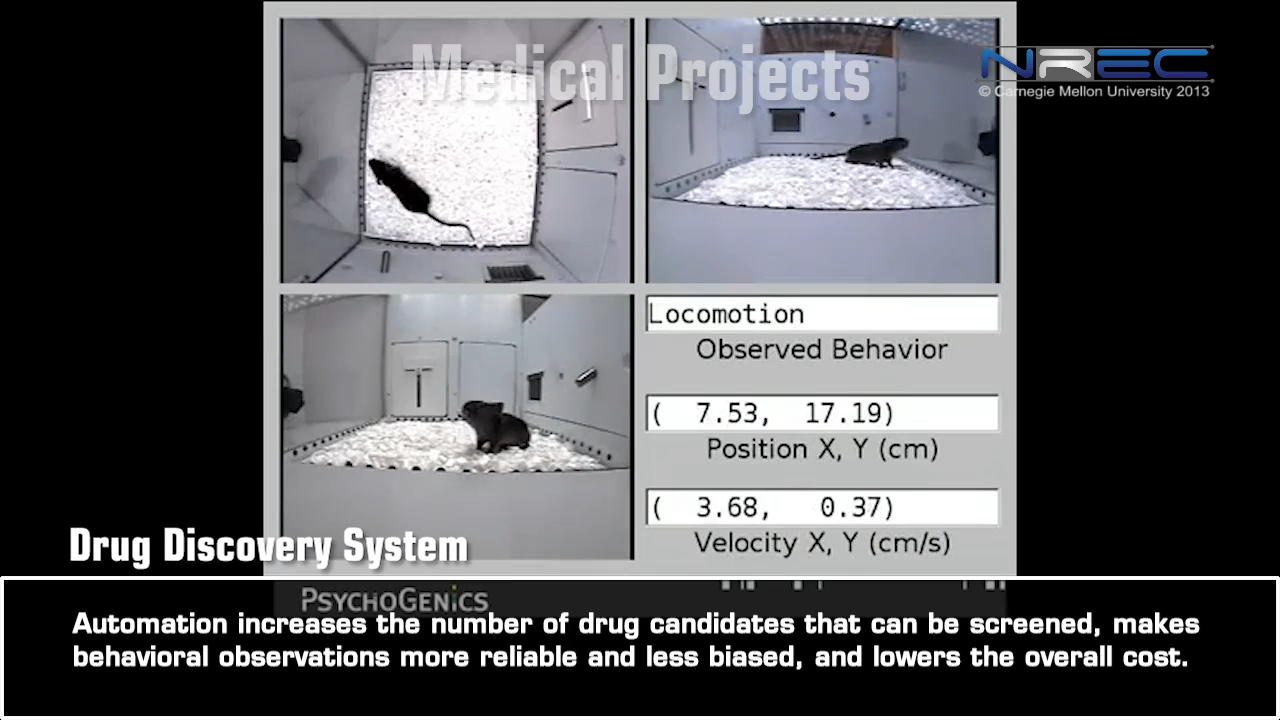 Medical Projects
NREC
© Carnegie Mellon University 2013
Locomotion
Observed Behavior
( 7.53, 17.19)
Position X, Y (cm)
( 3.68, 0.37)
Velocity X, Y (cm/s)
Drug Discovery System
PSYCHOGENICS
Automation increases the number of drug candidates that can be screened, makes
behavioral observations more reliable and less biased, and lowers the overall cost.